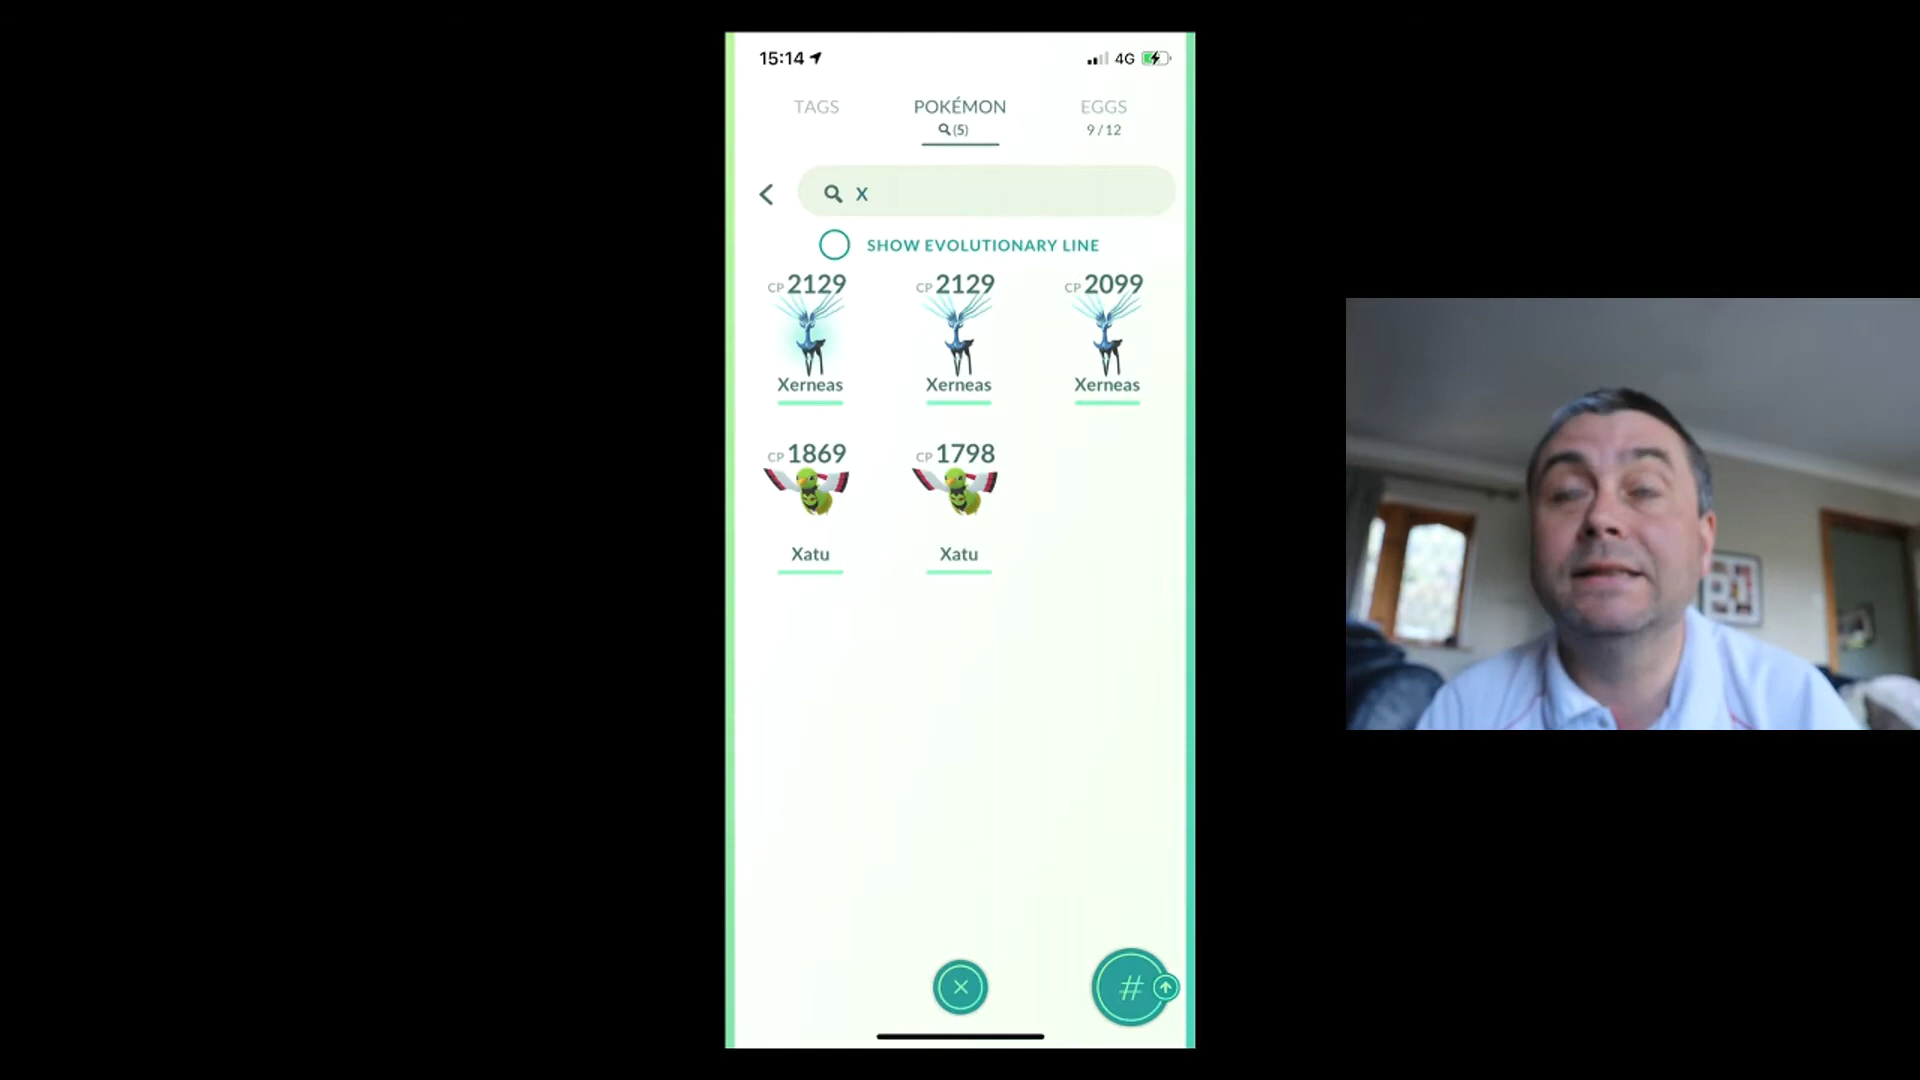 15:14 4G
TAGS POKÉMON EGGS
(5) 9 / 12
X
SHOW EVOLUTIONARY LINE
CP 2129 CP 2129 CP 2099
Xerneas Xerneas Xerneas
CP 1869 CP 1798
Xatu Xatu
#